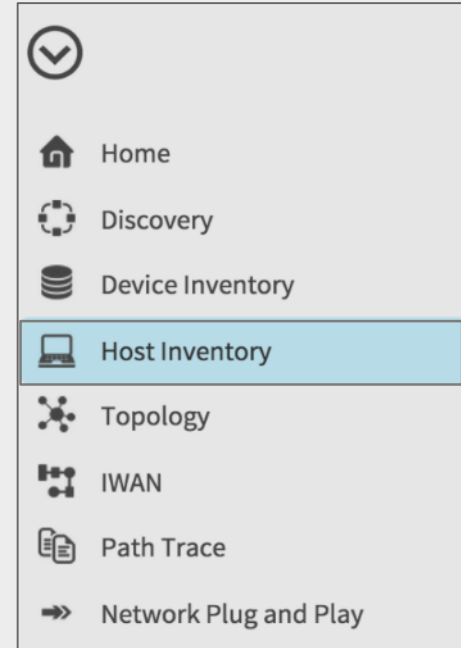 Home
Discovery
Device Inventory
Host Inventory
Topology
IWAN
Path Trace
Network Plug and Play